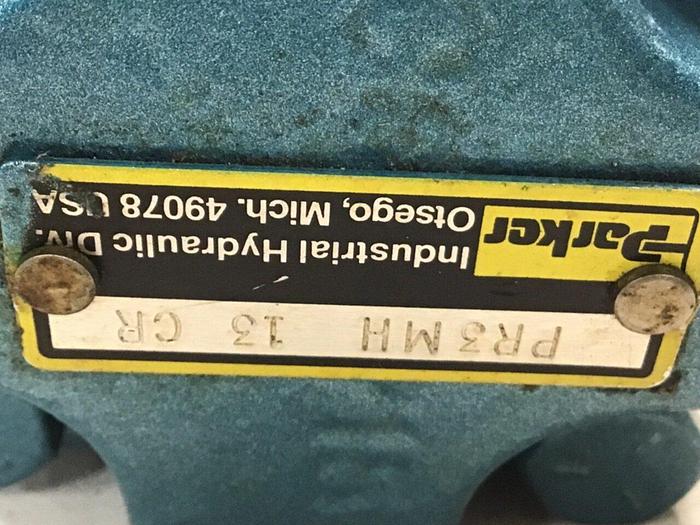 PR3MH 13 CR
Parker Industrial Hydraulic Div.
Otsego, Mich. 49078 USA